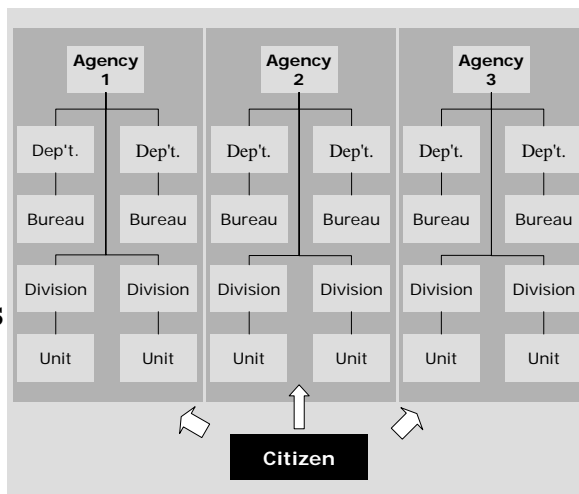 Agency 1
Agency 2
Agency 3
Dep't. Dep't. Dep't. Dep't. Dep't. Dep't.
Bureau Bureau Bureau Bureau Bureau Bureau
Division Division Division Division Division Division
s
Unit Unit Unit Unit Unit Unit
Citizen